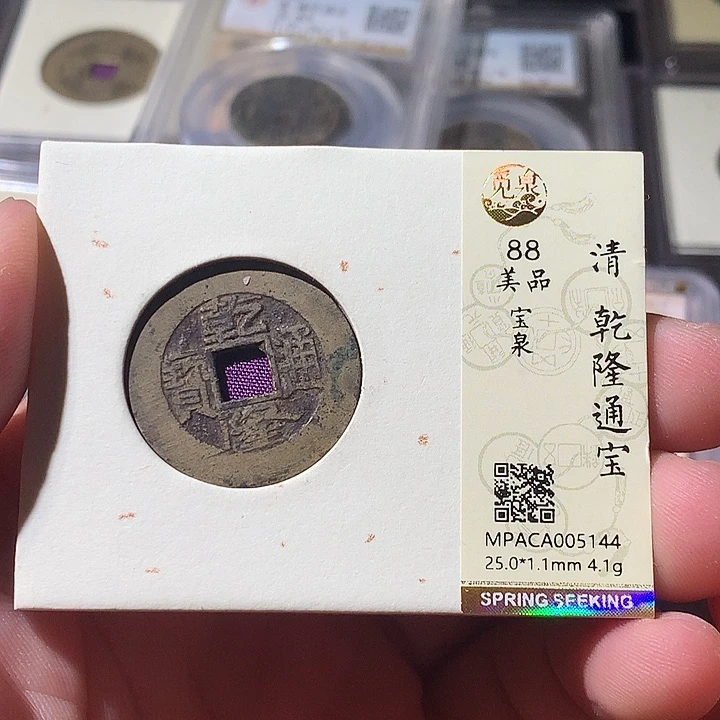 觅泉
88
美品
宝泉
清 乾隆通宝
MPACA005144
25.0*1.1mm 4.1g
SPRING SEEKING
乾隆通寳